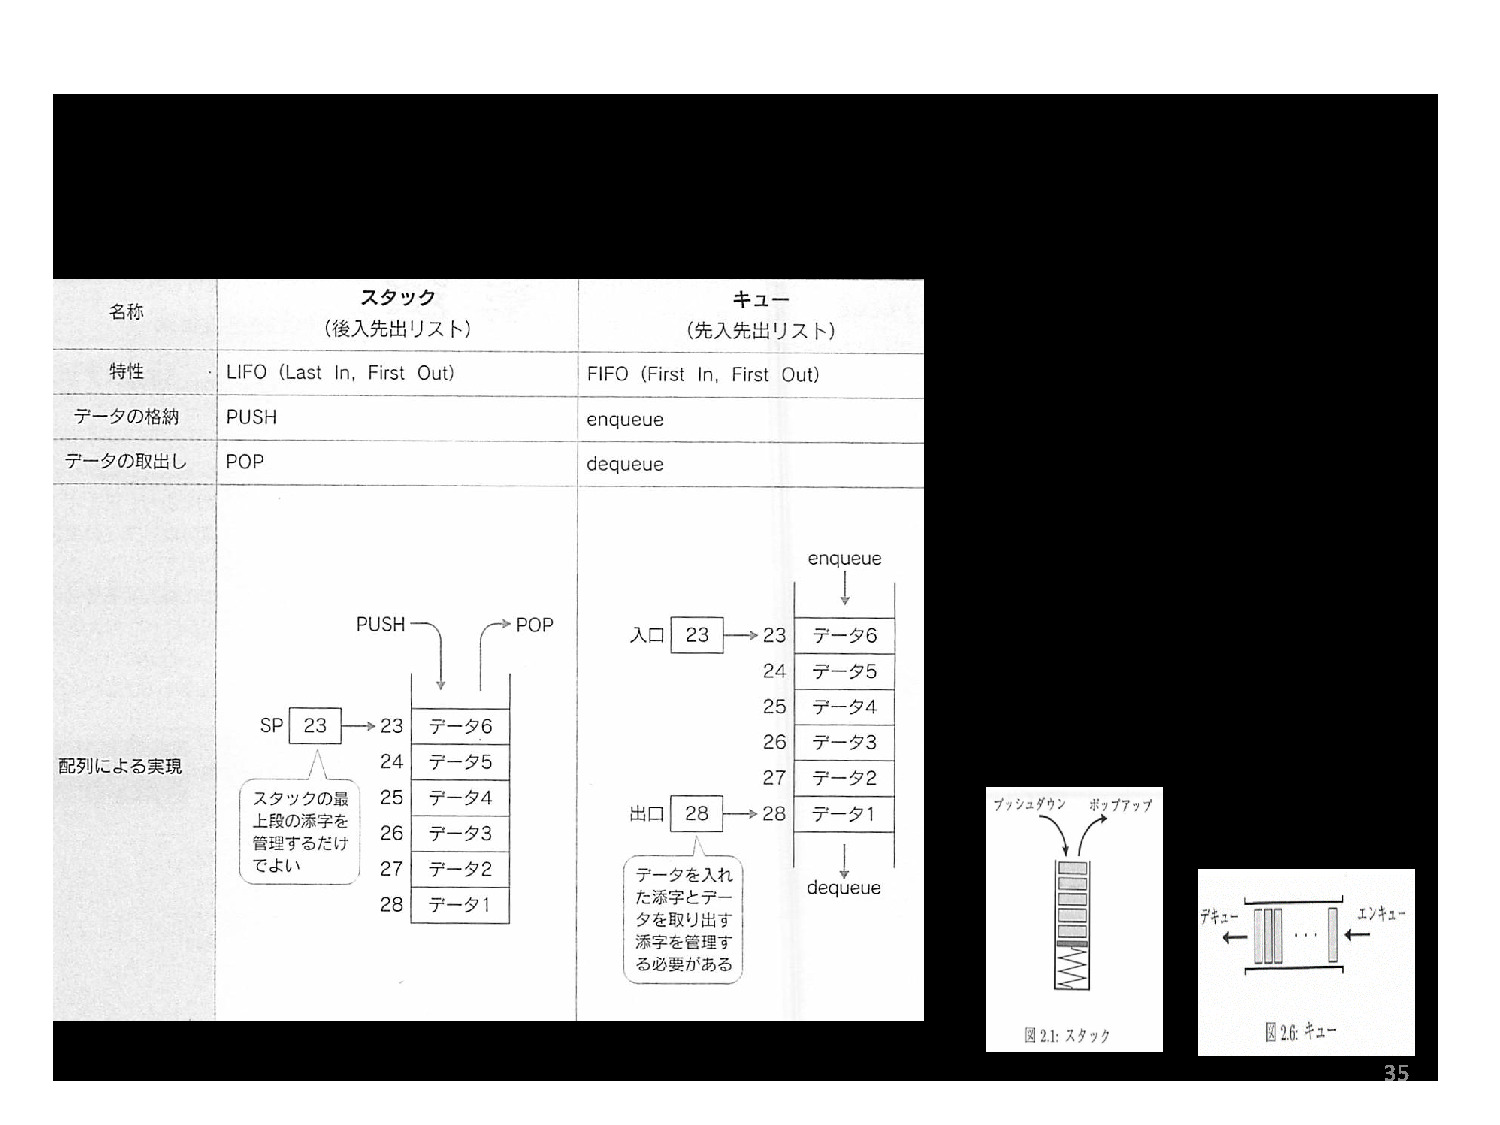 名称
スタック
(後入先出リスト)
キュー
(先入先出リスト)
特性
LIFO (Last In, First Out)
FIFO (First In, First Out)
データの格納
PUSH
enqueue
データの取出し
POP
dequeue
配列による実現
PUSH
POP
SP 23 23 データ6
24 データ5
25 データ4
26 データ3
27 データ2
28 データ1
スタックの最
上段の添字を
管理するだけ
でよい
enqueue
入口 23 23 データ6
24 データ5
25 データ4
26 データ3
27 データ2
出口 28 28 データ1
dequeue
データを入れ
た添字とデー
タを取り出す
添字を管理す
る必要がある
プッシュダウン ポップアップ
図 2.1: スタック
デキュー エンキュー
図 2.6: キュー
35